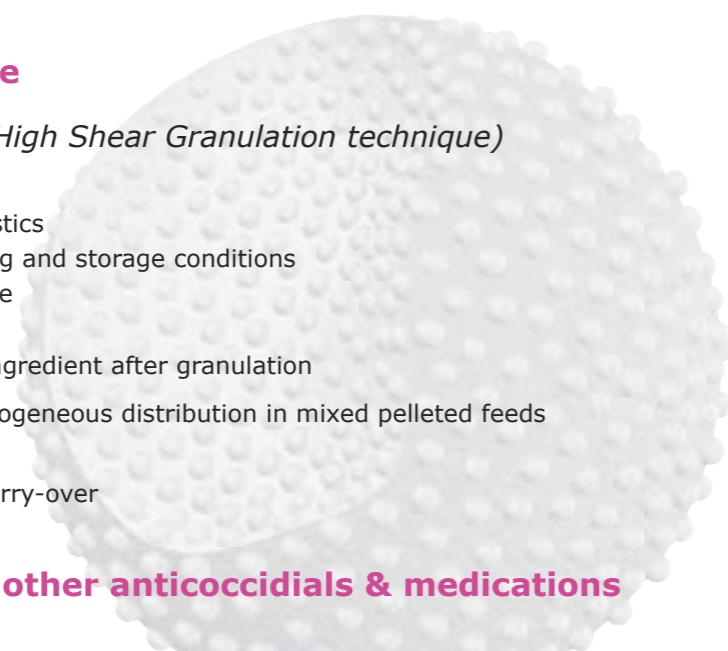 e
High Shear Granulation technique)
stics
g and storage conditions
e
ngredient after granulation
ogeneous distribution in mixed pelleted feeds
rry-over
other anticoccidials & medications